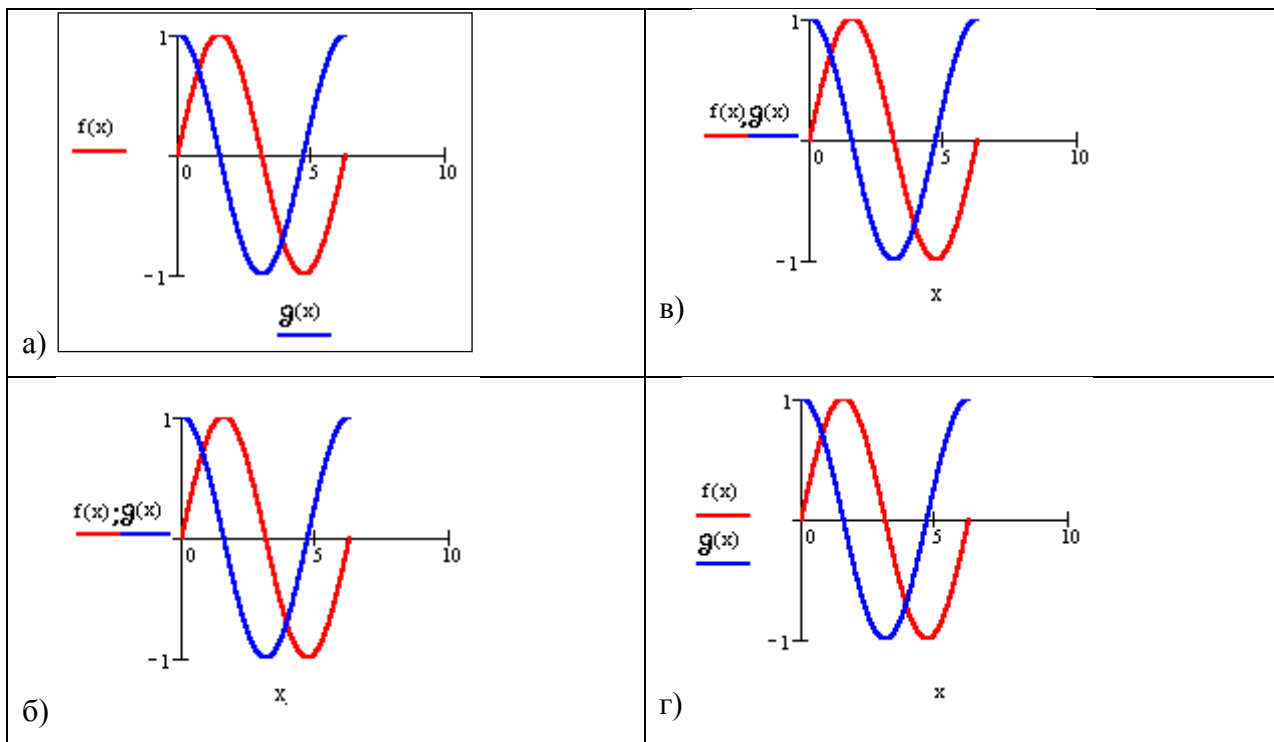 1
f(x)
0 5 10
-1
g(x)
а)
1
f(x),g(x)
0 5 10
-1
x
в)
1
f(x);g(x)
0 5 10
-1
x
б)
1
f(x)
0 5 10
g(x)
-1
x
г)